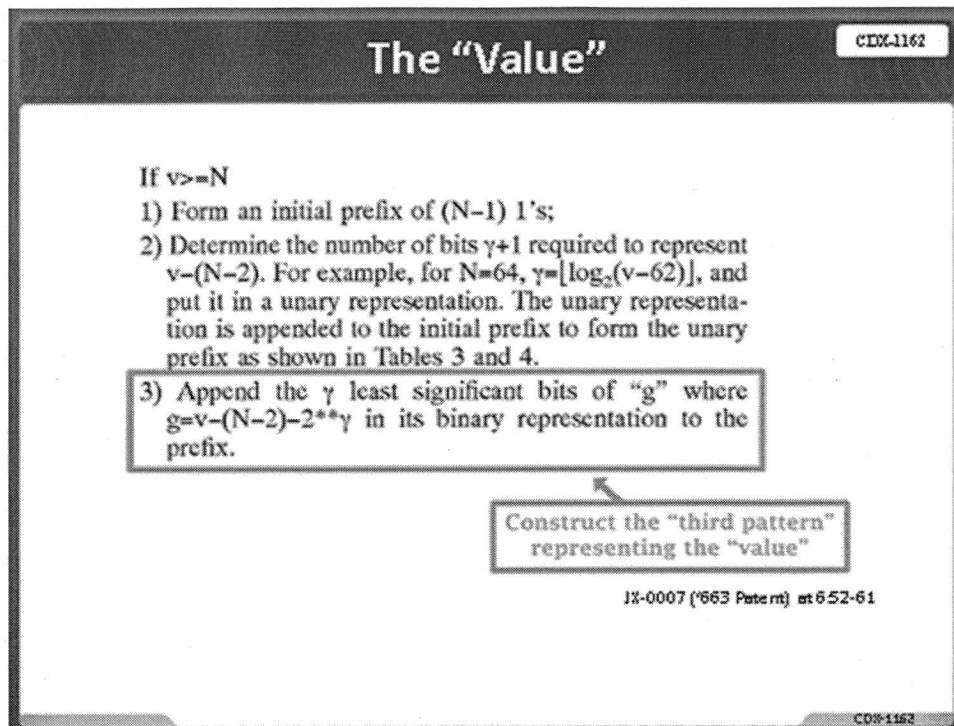 The “Value”
CDX-1162
If v>=N
1) Form an initial prefix of (N−1) 1's;
2) Determine the number of bits γ+1 required to represent
v−(N−2). For example, for N=64, γ=⌊log₂(v−62)⌋, and
put it in a unary representation. The unary representa-
tion is appended to the initial prefix to form the unary
prefix as shown in Tables 3 and 4.
3) Append the γ least significant bits of “g” where
g=v−(N−2)−2**γ in its binary representation to the
prefix.
Construct the “third pattern”
representing the “value”
JX-0007 ('663 Patent) at 6:52-61
CDX-1162